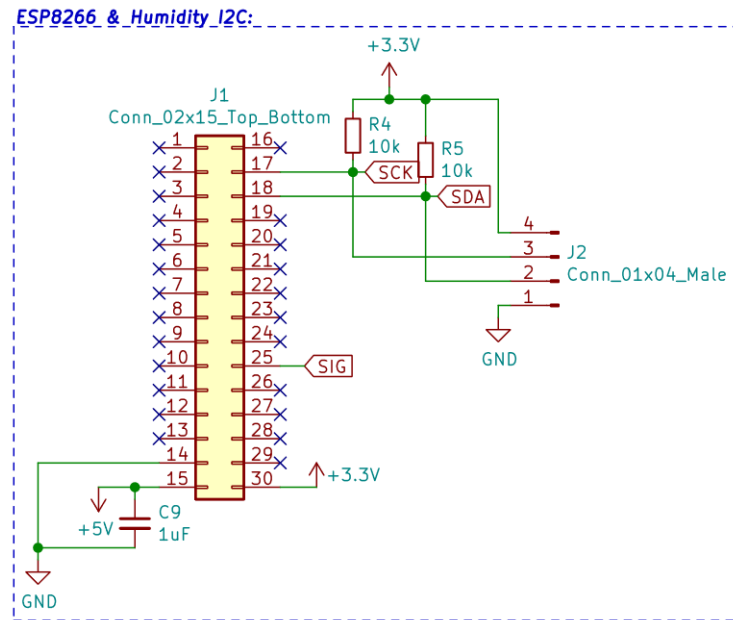 ESP8266 & Humidity I2C:
+3.3V
J1
Conn_02x15_Top_Bottom
R4
10k
R5
10k
1 16
2 17
SCK
3 18
SDA
4 19
5 20
6 21
7 22
8 23
9 24
10 25
SIG
11 26
12 27
13 28
14 29
15 30
+3.3V
4
3
J2
2
Conn_01x04_Male
1
GND
+5V
C9
1uF
GND